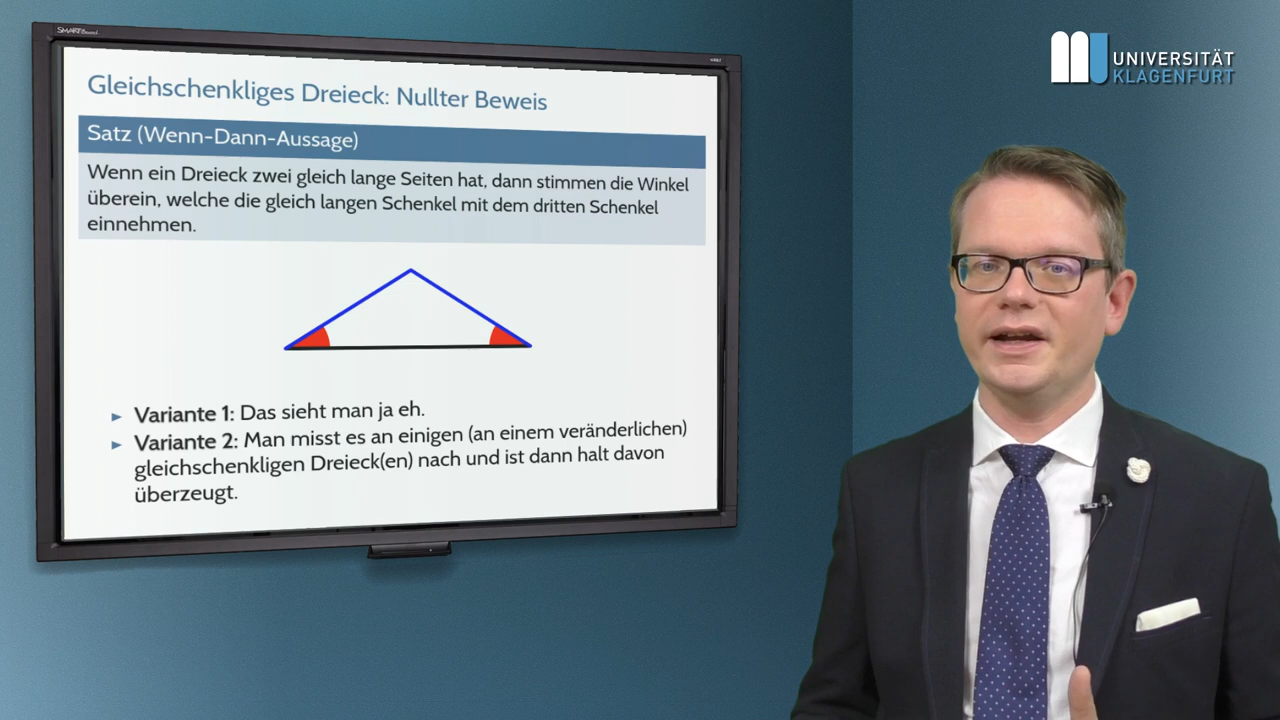 SMART Board
UNIVERSITÄT
KLAGENFURT
Gleichschenkliges Dreieck: Nullter Beweis
Satz (Wenn-Dann-Aussage)
Wenn ein Dreieck zwei gleich lange Seiten hat, dann stimmen die Winkel
überein, welche die gleich langen Schenkel mit dem dritten Schenkel
einnehmen.
► Variante 1: Das sieht man ja eh.
► Variante 2: Man misst es an einigen (an einem veränderlichen)
gleichschenkligen Dreieck(en) nach und ist dann halt davon
überzeugt.